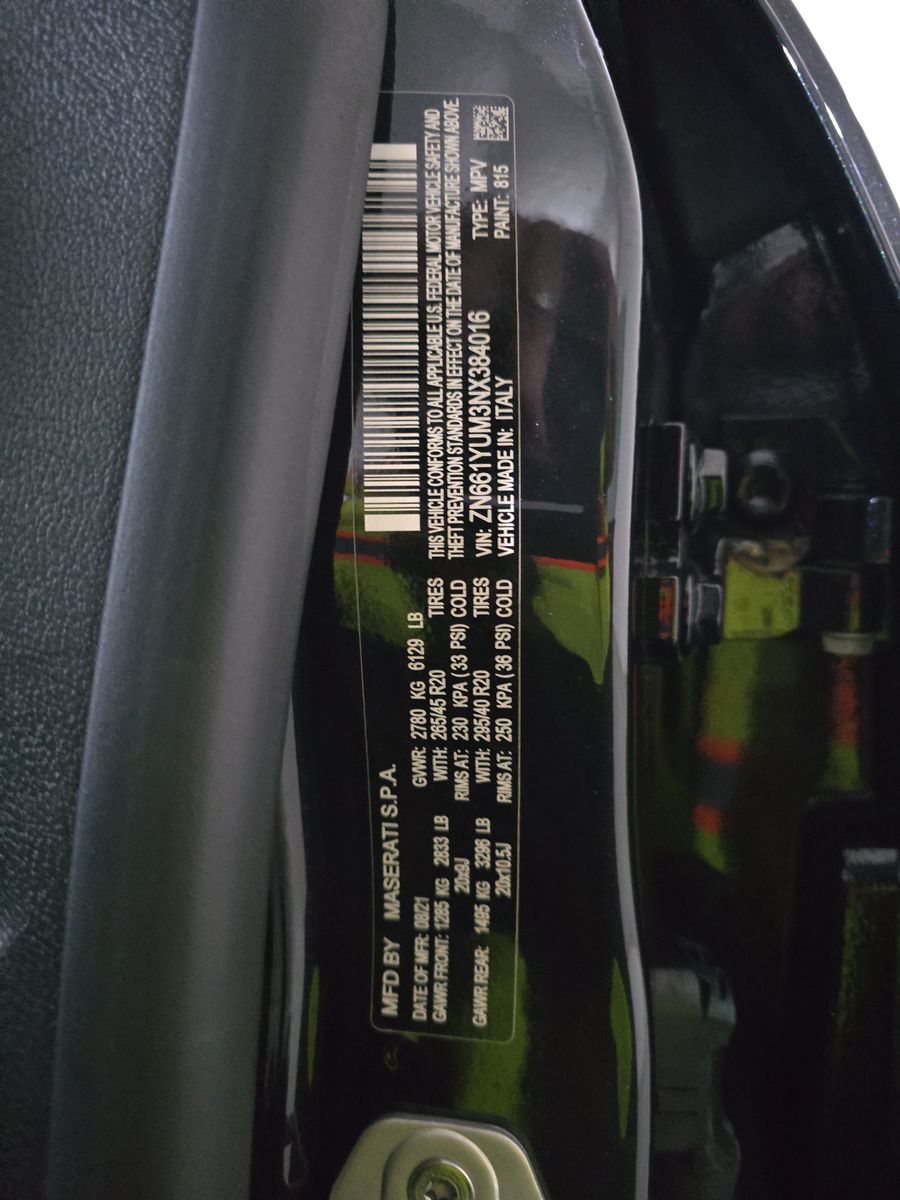 MFD BY MASERATI S.P.A.
DATE OF MFR: 08/21 GVWR: 2780 KG 6129 LB
GAWR FRONT: 1285 KG 2833 LB WITH: 265/45 R20 TIRES
20x9J RIMS AT: 230 KPA (33 PSI) COLD
GAWR REAR: 1495 KG 3296 LB WITH: 295/40 R20 TIRES
20x10.5J RIMS AT: 250 KPA (36 PSI) COLD
THIS VEHICLE CONFORMS TO ALL APPLICABLE U.S. FEDERAL MOTOR VEHICLE SAFETY AND
THEFT PREVENTION STANDARDS IN EFFECT ON THE DATE OF MANUFACTURE SHOWN ABOVE.
VIN: ZN661YUM3NX384016 TYPE: MPV
VEHICLE MADE IN: ITALY PAINT: 815